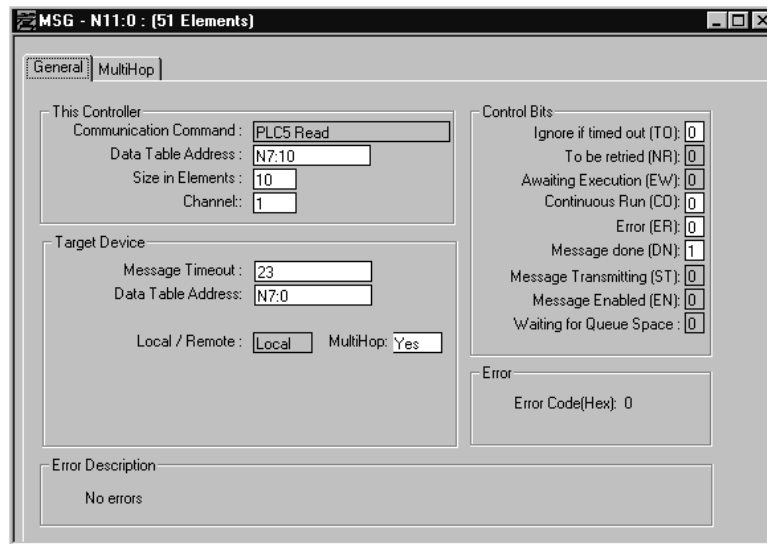 MSG - N11:0 : (51 Elements)
General
MultiHop
This Controller
Communication Command : PLC5 Read
Data Table Address : N7:10
Size in Elements : 10
Channel:: 1
Target Device
Message Timeout : 23
Data Table Address: N7:0
Local / Remote : Local MultiHop: Yes
Control Bits
Ignore if timed out (TO): 0
To be retried (NR): 0
Awaiting Execution (EW): 0
Continuous Run (CO): 0
Error (ER): 0
Message done (DN): 1
Message Transmitting (ST): 0
Message Enabled (EN): 0
Waiting for Queue Space : 0
Error
Error Code(Hex): 0
Error Description
No errors